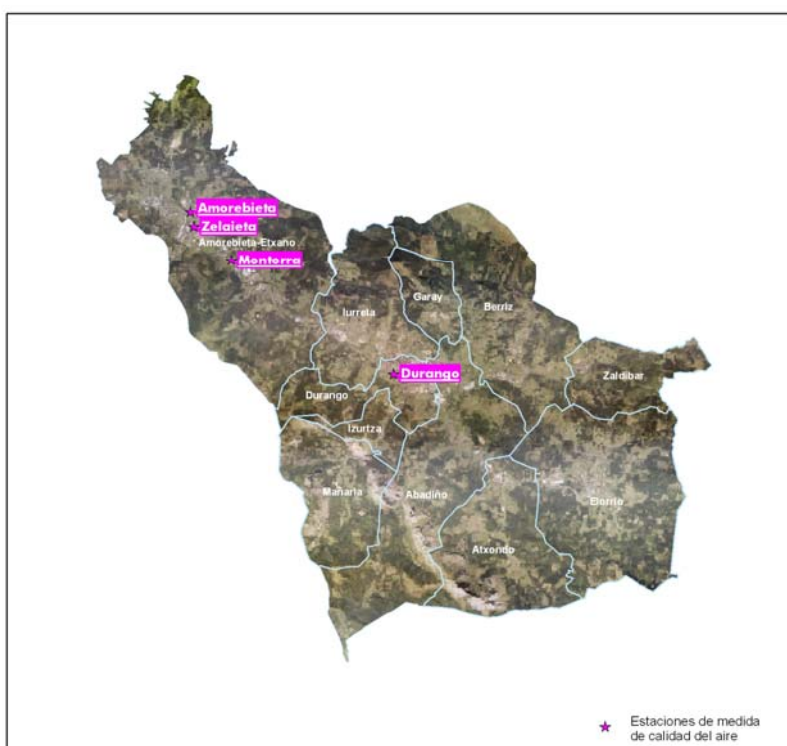 Amorebieta
Zelaieta
Amorebieta-Etxano
Montorra
Garay
Berriz
Iurreta
Durango
Zaldibar
Durango
Izurtza
Mañaria
Abadiño
Elorrio
Atxondo
Estaciones de medida
de calidad del aire